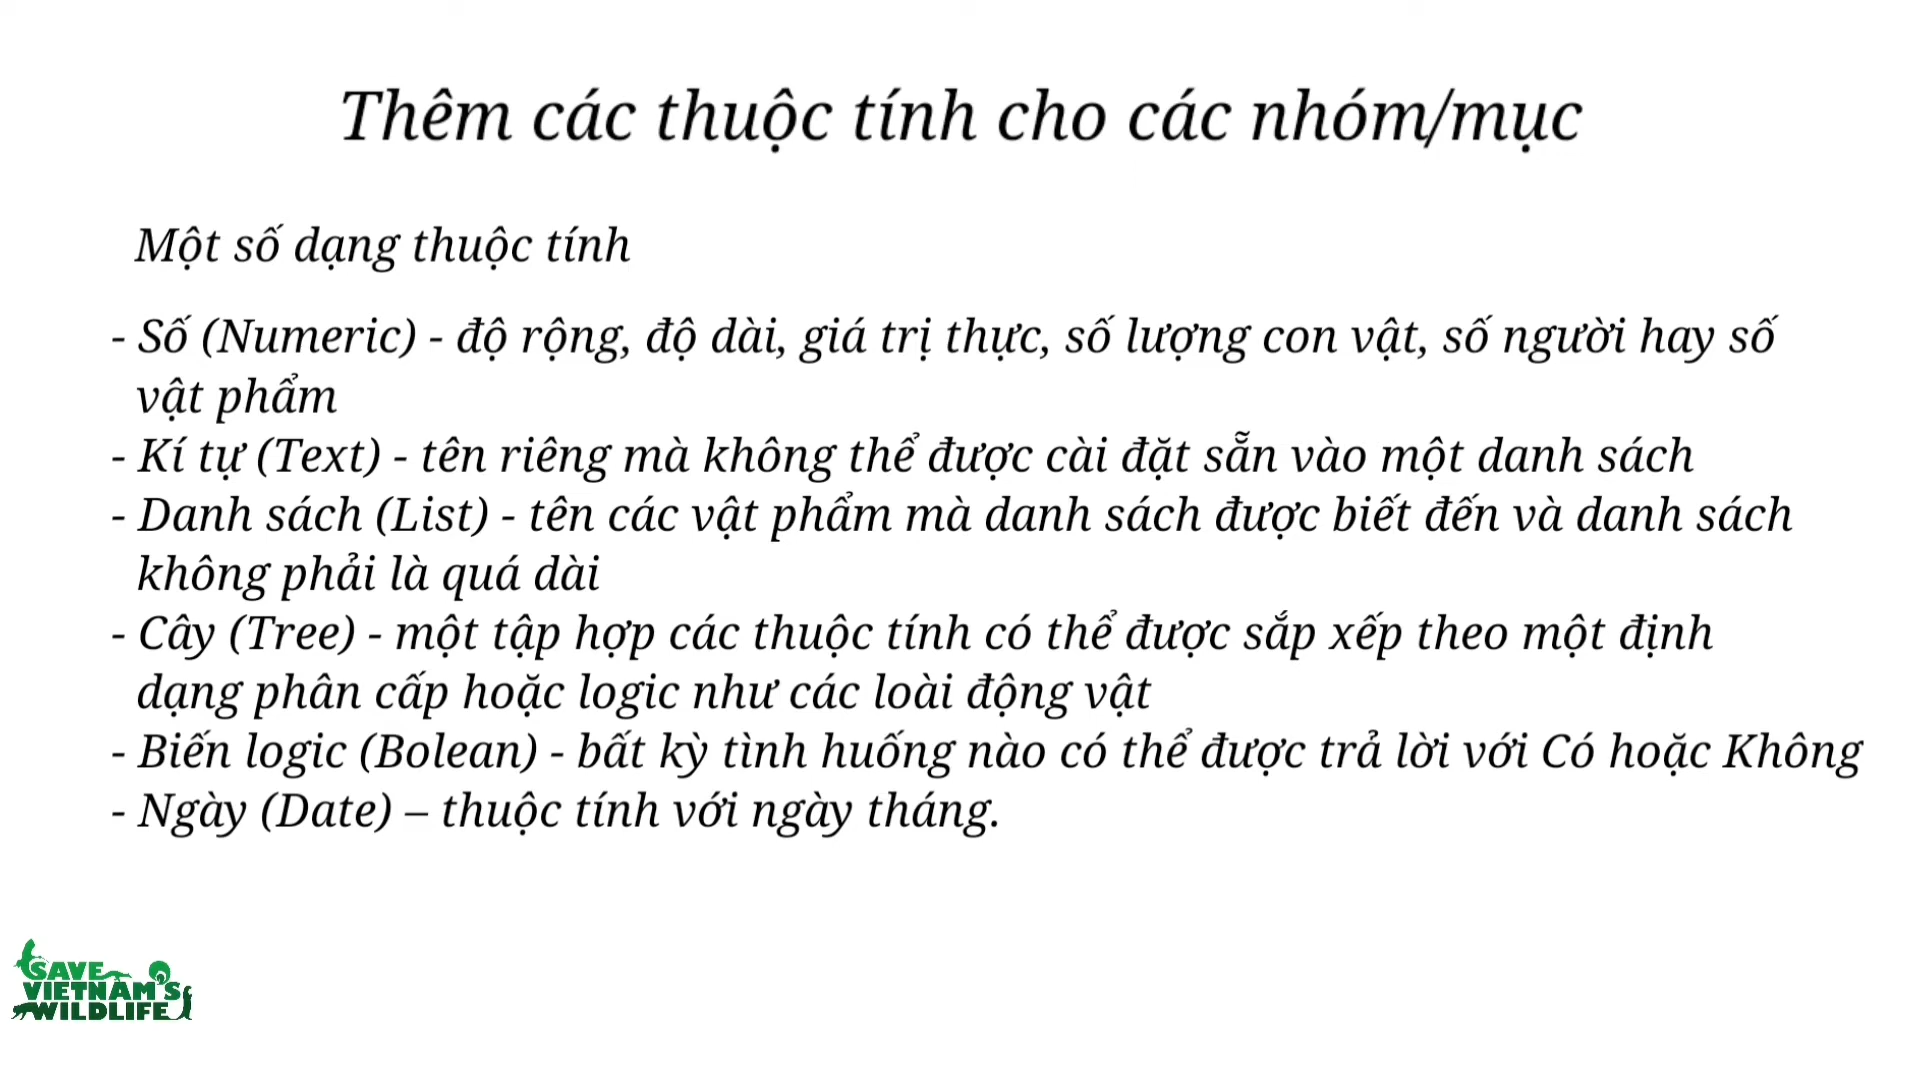 Thêm các thuộc tính cho các nhóm/mục
Một số dạng thuộc tính
- Số (Numeric) - độ rộng, độ dài, giá trị thực, số lượng con vật, số người hay số
vật phẩm
- Kí tự (Text) - tên riêng mà không thể được cài đặt sẵn vào một danh sách
- Danh sách (List) - tên các vật phẩm mà danh sách được biết đến và danh sách
không phải là quá dài
- Cây (Tree) - một tập hợp các thuộc tính có thể được sắp xếp theo một định
dạng phân cấp hoặc logic như các loài động vật
- Biến logic (Bolean) - bất kỳ tình huống nào có thể được trả lời với Có hoặc Không
- Ngày (Date) – thuộc tính với ngày tháng.
SAVE
VIETNAM'S
WILDLIFE